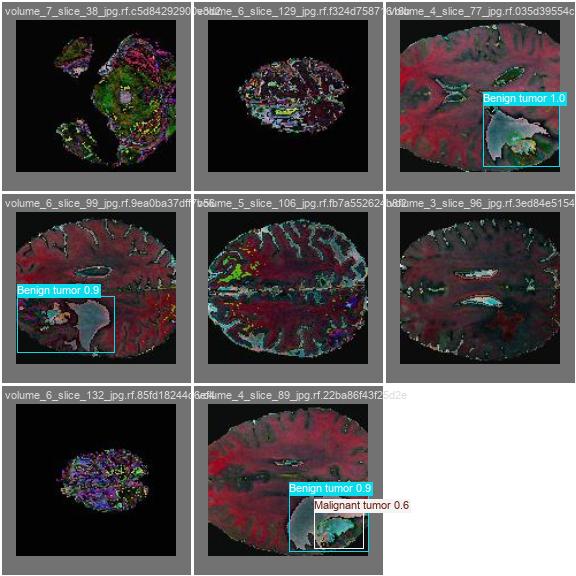 volume_7_slice_38_jpg.rf.c5d84292900
volume_6_slice_129_jpg.rf.f324d75871
volume_4_slice_77_jpg.rf.035d39554c
Benign tumor 1.0
volume_6_slice_99_jpg.rf.9ea0ba37dff
volume_5_slice_106_jpg.rf.fb7a552624
volume_3_slice_96_jpg.rf.3ed84e5154
Benign tumor 0.9
volume_6_slice_132_jpg.rf.85fd18244
volume_4_slice_89_jpg.rf.22ba86f43f25d2e
Benign tumor 0.9
Malignant tumor 0.6